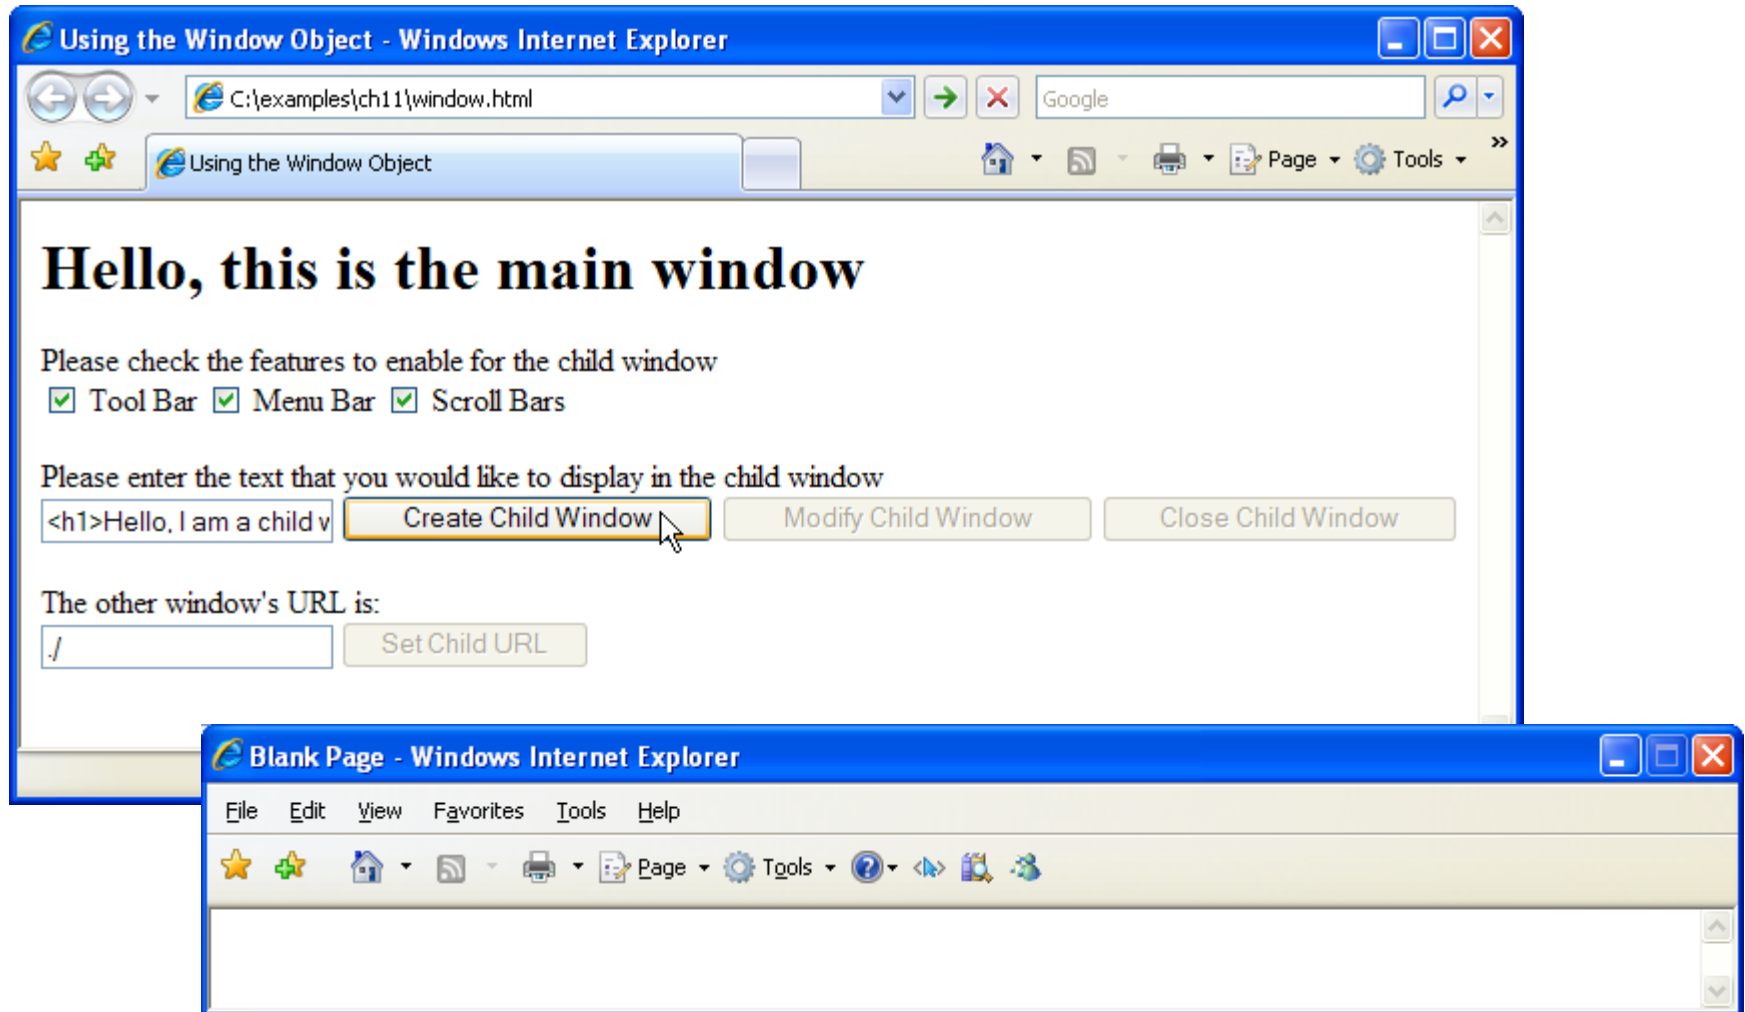 Using the Window Object - Windows Internet Explorer
C:\examples\ch11\window.html Google
Using the Window Object Page Tools »
Hello, this is the main window
Please check the features to enable for the child window
Tool Bar Menu Bar Scroll Bars
Please enter the text that you would like to display in the child window
<h1>Hello, I am a child Create Child Window Modify Child Window Close Child Window
The other window's URL is:
./ Set Child URL
Blank Page - Windows Internet Explorer
File Edit View Favorites Tools Help
Page Tools